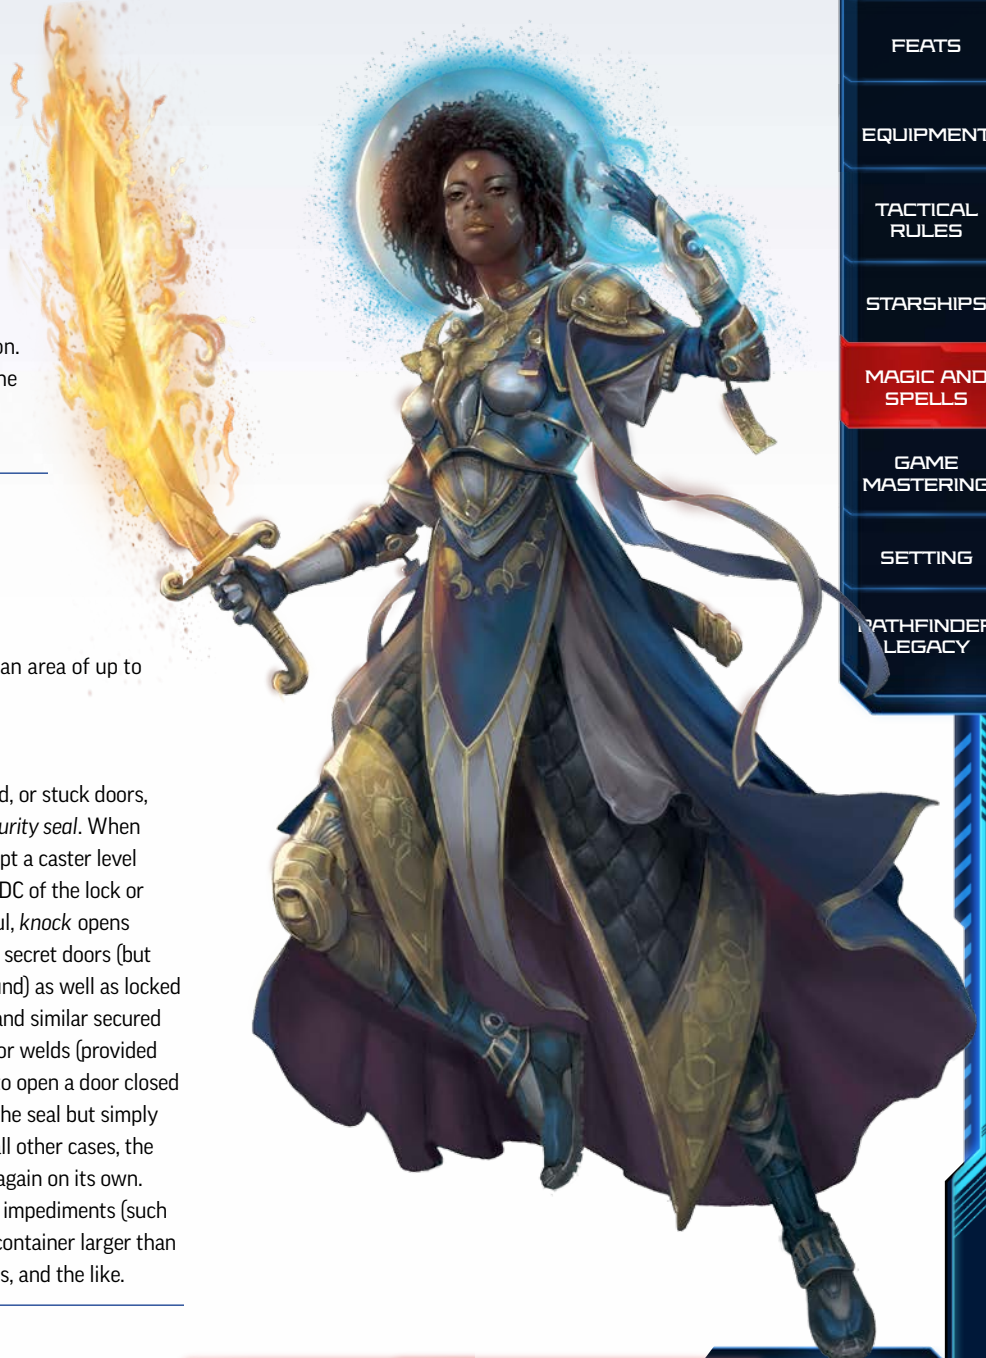 on.
he
an area of up to
d, or stuck doors,
urity seal. When
pt a caster level
DC of the lock or
ul, knock opens
secret doors (but
und) as well as locked
and similar secured
or welds (provided
o open a door closed
he seal but simply
ll other cases, the
again on its own.
impediments (such
container larger than
s, and the like.
FEATS
EQUIPMENT
TACTICAL
RULES
STARSHIPS
MAGIC AND
SPELLS
GAME
MASTERING
SETTING
PATHFINDER
LEGACY